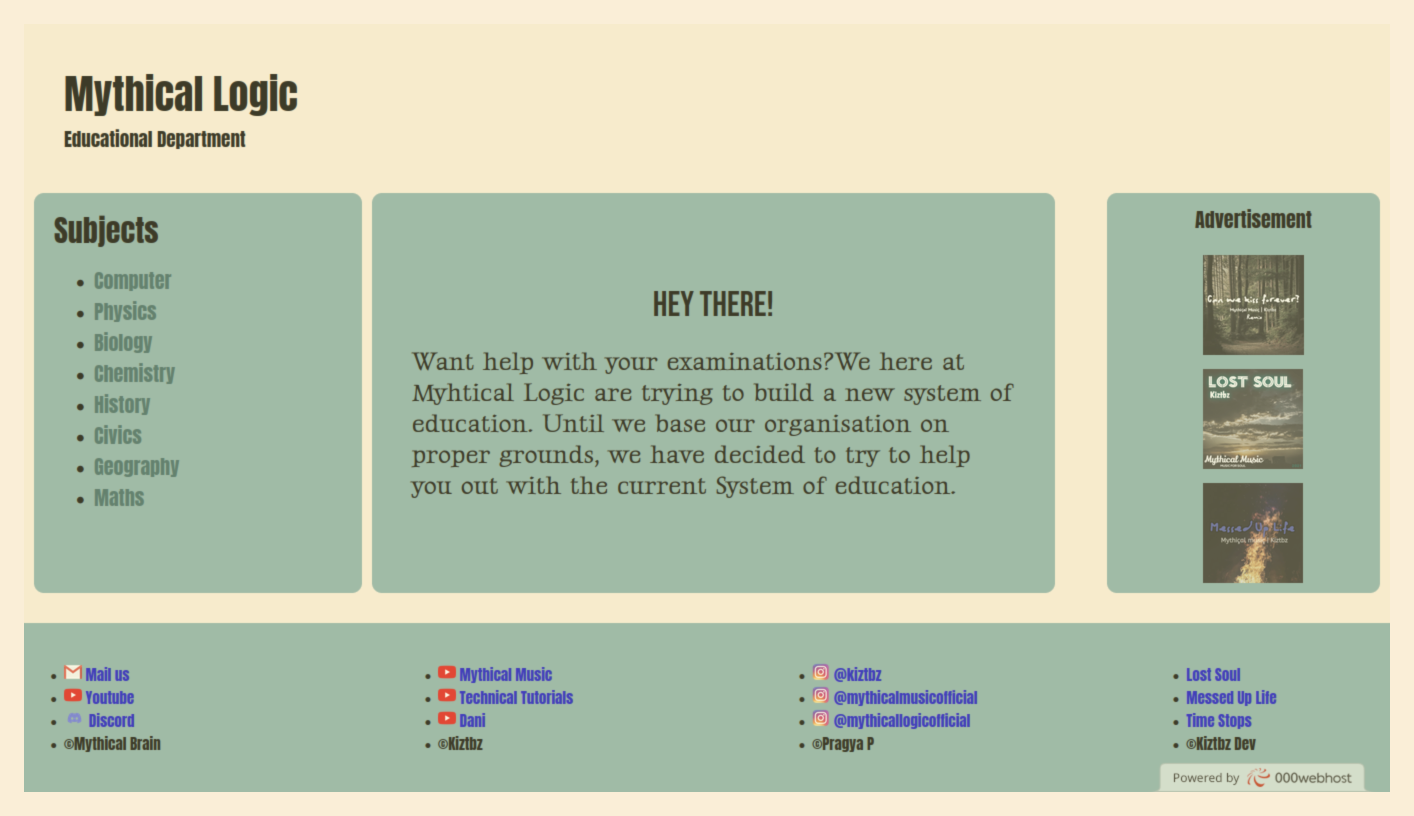 Mythical Logic
Educational Department
Subjects
Computer
Physics
Biology
Chemistry
History
Civics
Geography
Maths
HEY THERE!
Want help with your examinations?We here at
Myhtical Logic are trying to build a new system of
education. Until we base our organisation on
proper grounds, we have decided to try to help
you out with the current System of education.
Advertisement
Can we kiss forever?
Mythical Music | Kiztbz
Remix
LOST SOUL
Kiztbz
Mythical Music
Messed Up Life
Mythical music | Kiztbz
Mail us
Youtube
Discord
©Mythical Brain
Mythical Music
Technical Tutorials
Dani
©Kiztbz
@kiztbz
@mythicalmusicofficial
@mythicallogicofficial
©Pragya P
Lost Soul
Messed Up Life
Time Stops
©Kiztbz Dev
Powered by 000webhost